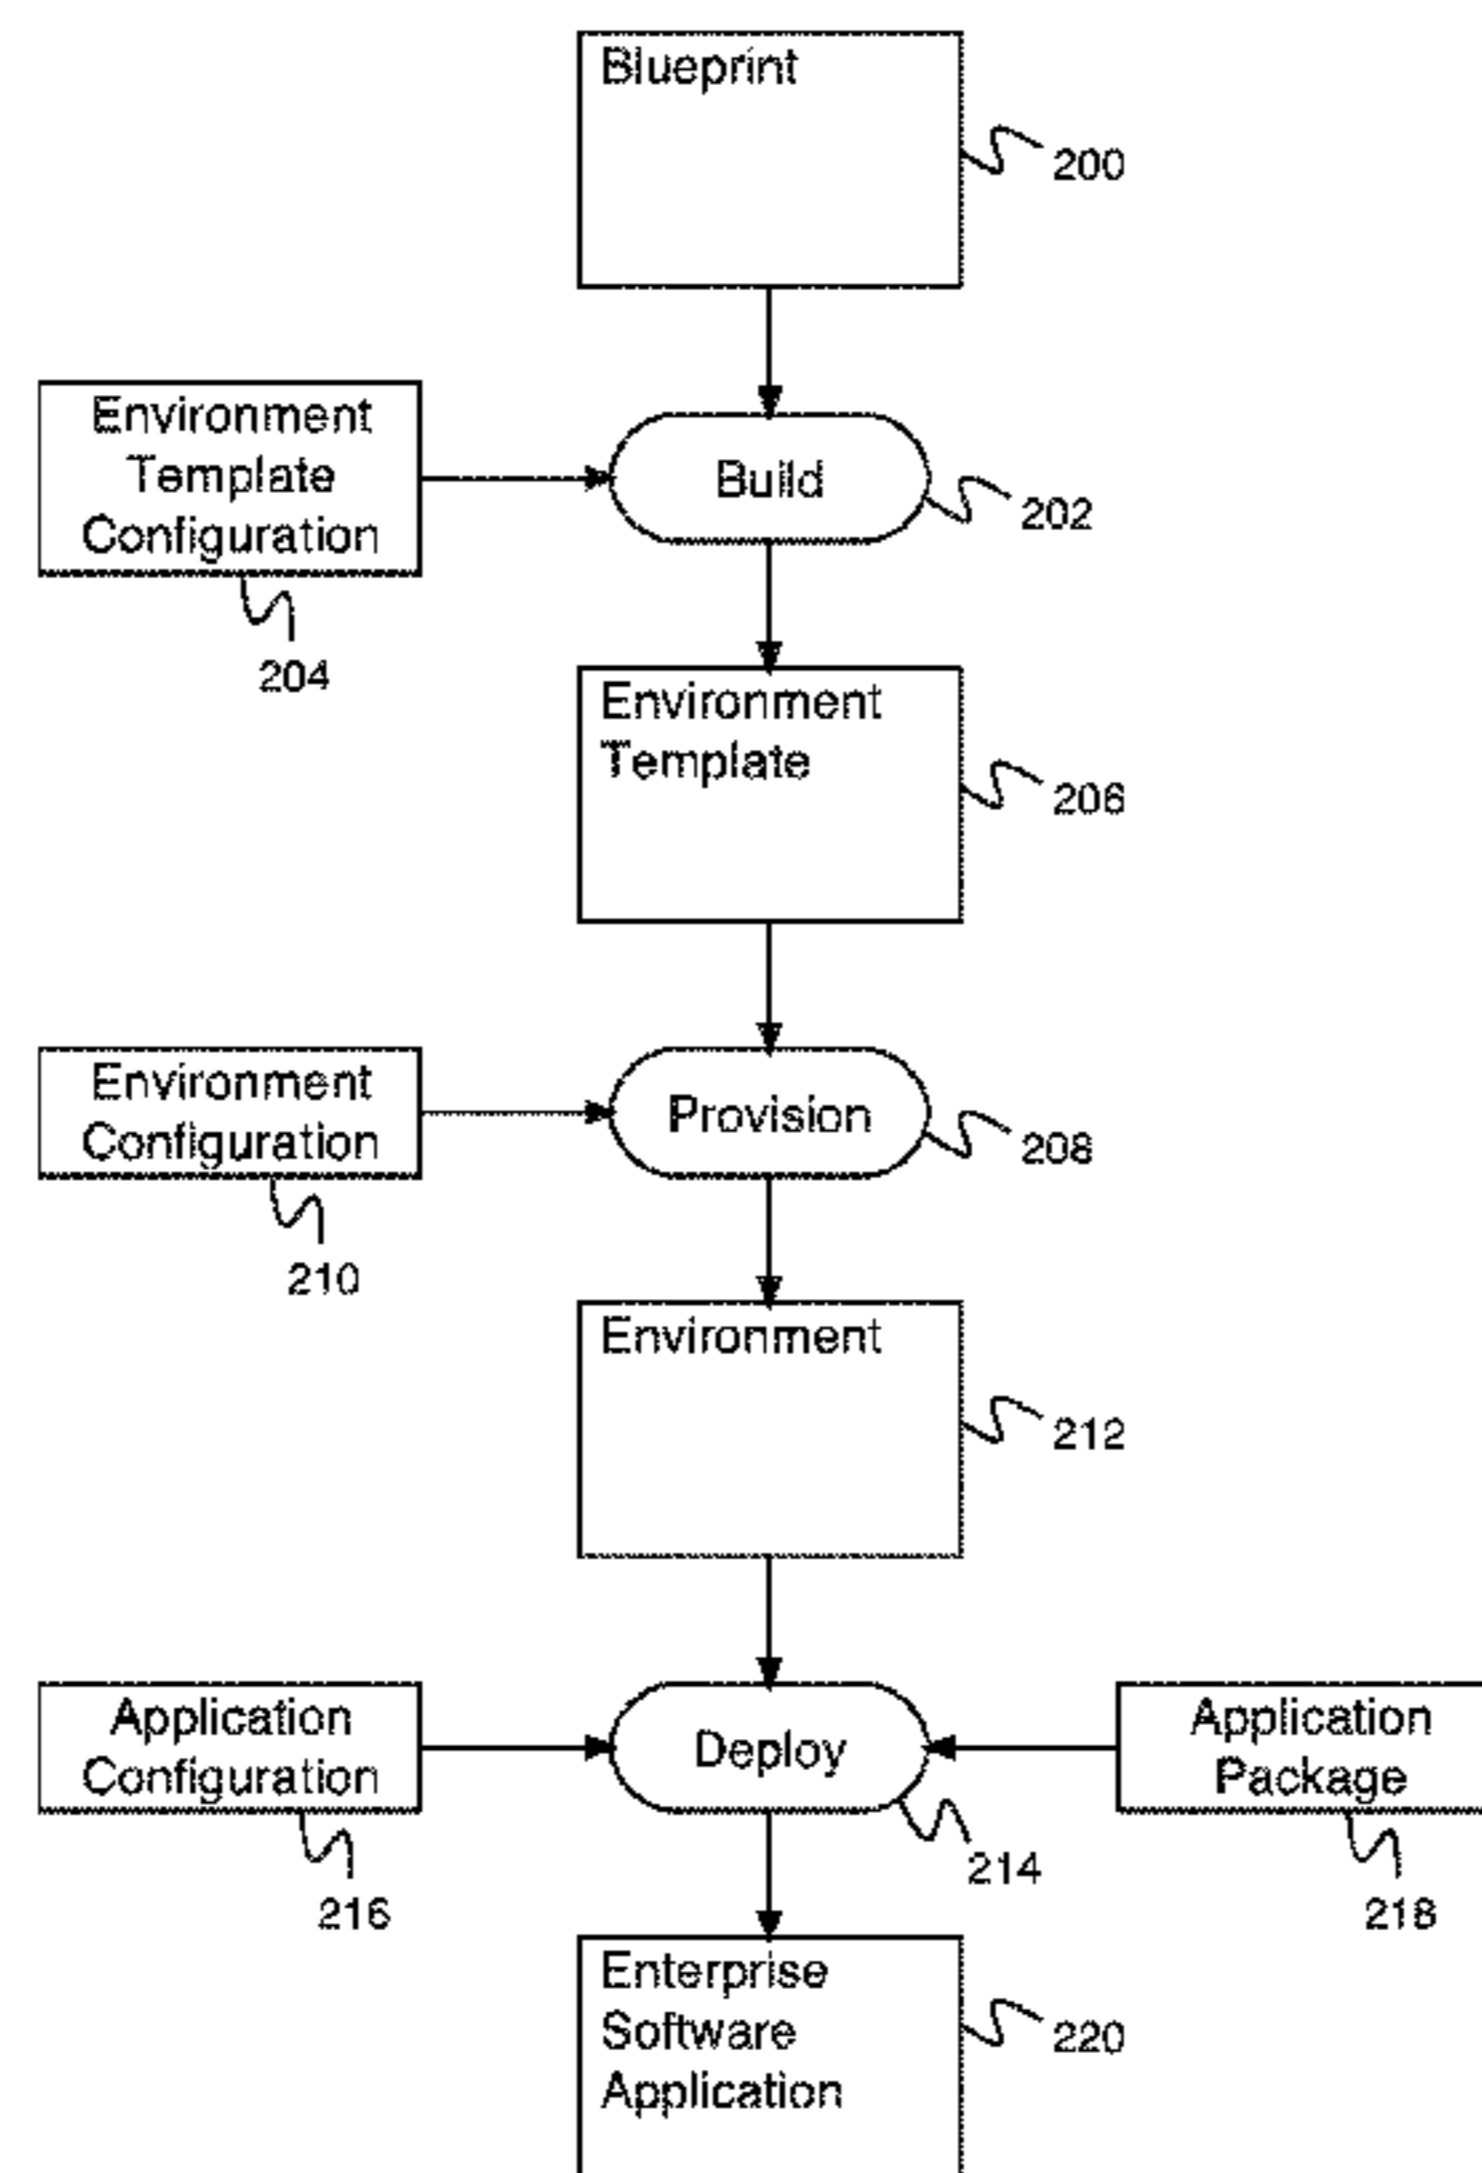 Blueprint
200
Environment
Template
Configuration
Build
202
204
Environment
Template
206
Environment
Configuration
Provision
208
210
Environment
212
Application
Configuration
Deploy
Application
Package
214
216
218
Enterprise
Software
Application
220